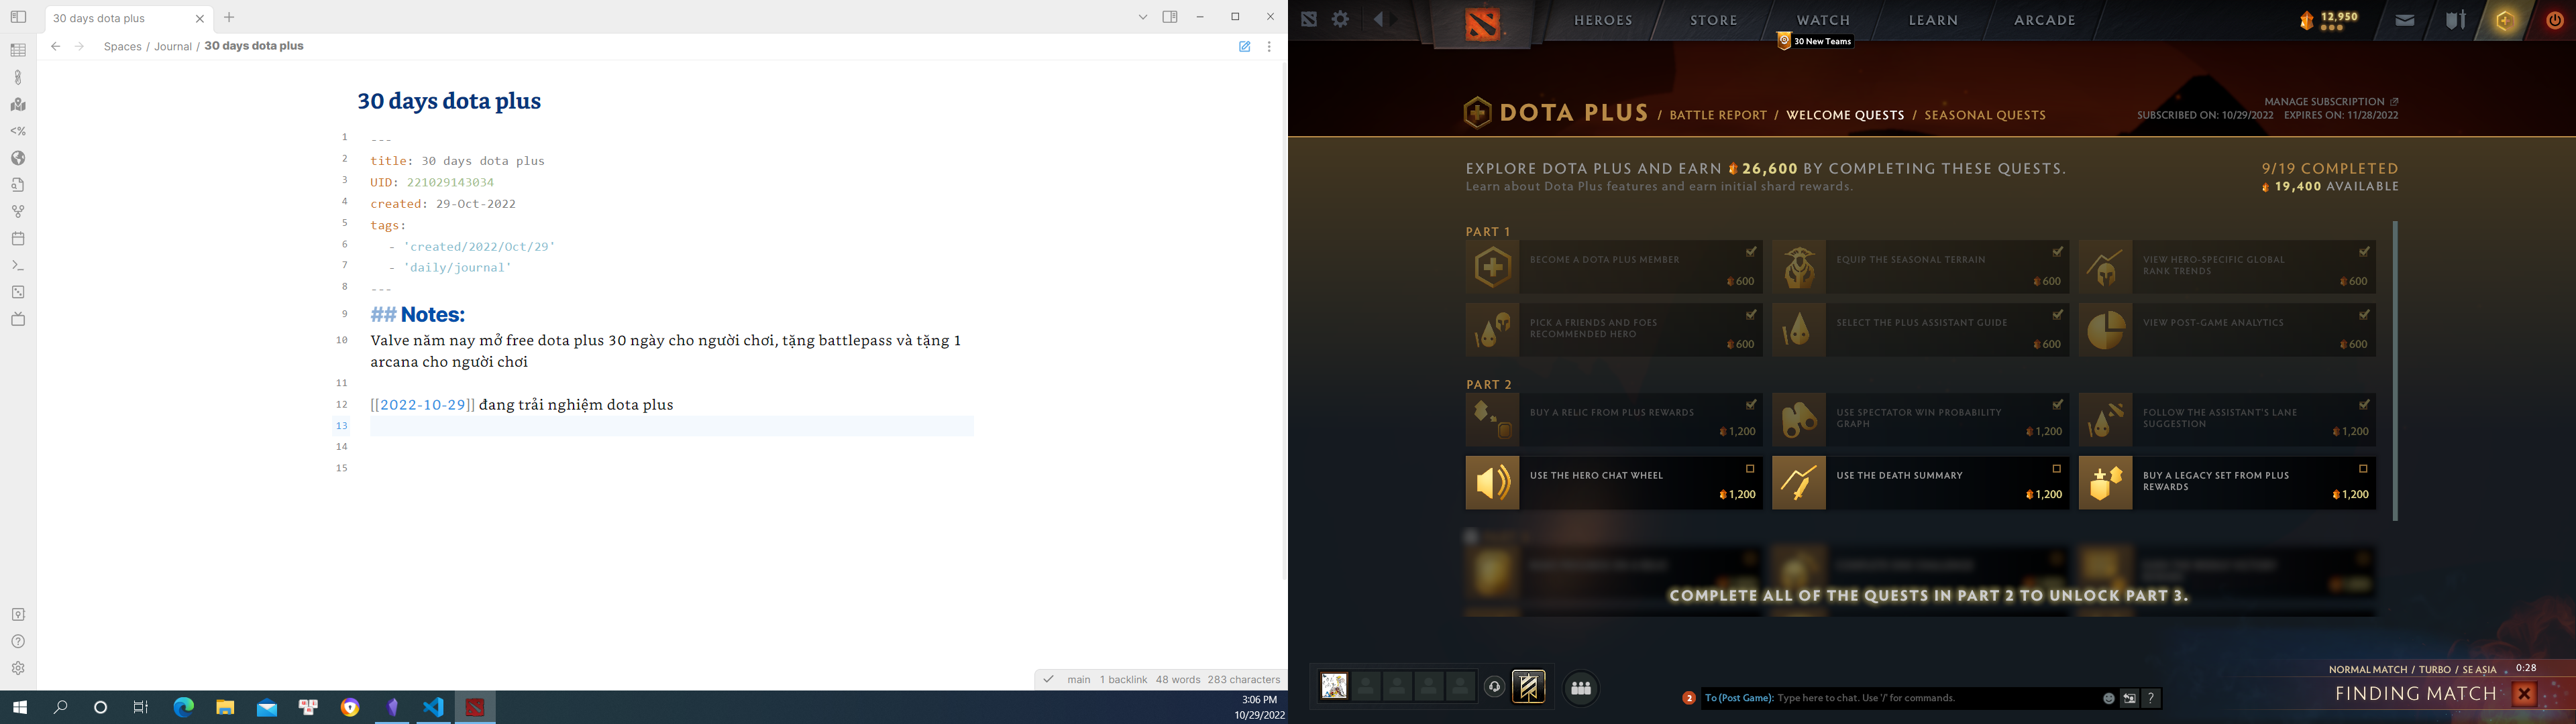 30 days dota plus
Spaces / Journal / 30 days dota plus
30 days dota plus
1 ---
2 title: 30 days dota plus
3 UID: 221029143034
4 created: 29-Oct-2022
5 tags:
6 - 'created/2022/Oct/29'
7 - 'daily/journal'
8 ---
9 ## Notes:
10 Valve năm nay mở free dota plus 30 ngày cho người chơi, tặng battlepass và tặng 1
arcana cho người chơi
11
12 [[2022-10-29]] đang trải nghiệm dota plus
13
14
15
main 1 backlink 48 words 283 characters
3:06 PM
10/29/2022
HEROES STORE WATCH LEARN ARCADE
12,950
30 New Teams
DOTA PLUS / BATTLE REPORT / WELCOME QUESTS / SEASONAL QUESTS
MANAGE SUBSCRIPTION
SUBSCRIBED ON: 10/29/2022 EXPIRES ON: 11/28/2022
EXPLORE DOTA PLUS AND EARN 26,600 BY COMPLETING THESE QUESTS.
Learn about Dota Plus features and earn initial shard rewards.
9/19 COMPLETED
19,400 AVAILABLE
PART 1
BECOME A DOTA PLUS MEMBER
600
EQUIP THE SEASONAL TERRAIN
600
VIEW HERO-SPECIFIC GLOBAL
RANK TRENDS
600
PICK A FRIENDS AND FOES
RECOMMENDED HERO
600
SELECT THE PLUS ASSISTANT GUIDE
600
VIEW POST-GAME ANALYTICS
600
PART 2
BUY A RELIC FROM PLUS REWARDS
1,200
USE SPECTATOR WIN PROBABILITY
GRAPH
1,200
FOLLOW THE ASSISTANT'S LANE
SUGGESTION
1,200
USE THE HERO CHAT WHEEL
1,200
USE THE DEATH SUMMARY
1,200
BUY A LEGACY SET FROM PLUS
REWARDS
1,200
COMPLETE ALL OF THE QUESTS IN PART 2 TO UNLOCK PART 3.
2 To (Post Game): Type here to chat. Use '/' for commands.
?
NORMAL MATCH / TURBO / SE ASIA 0:28
FINDING MATCH